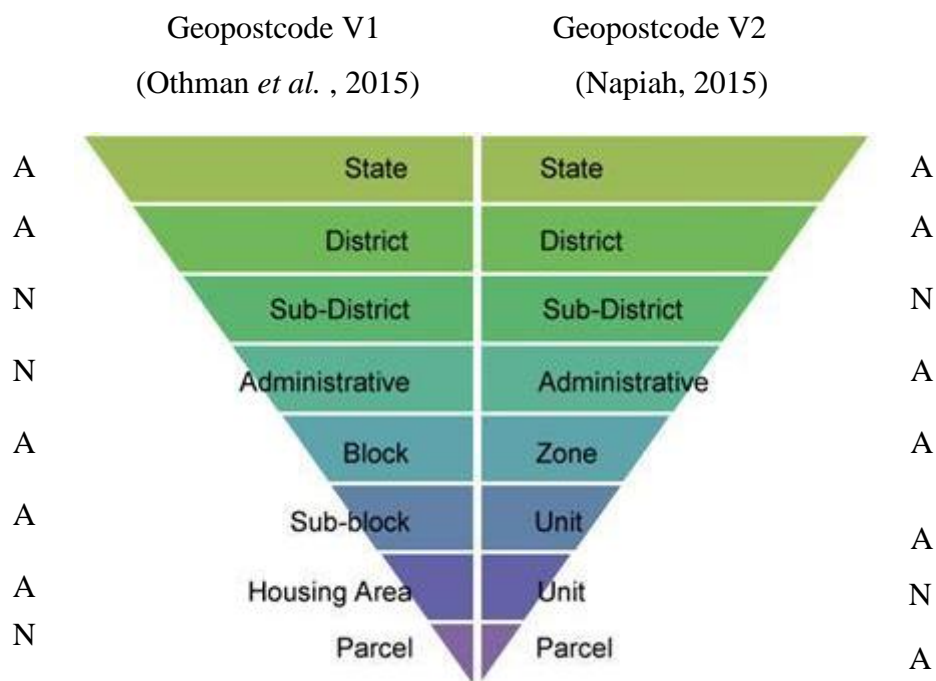 Geopostcode V1 Geopostcode V2
(Othman et al. , 2015) (Napiah, 2015)
A State State A
A District District A
N Sub-District Sub-District N
N Administrative Administrative A
A Block Zone A
A Sub-block Unit A
A Housing Area Unit N
N Parcel Parcel A